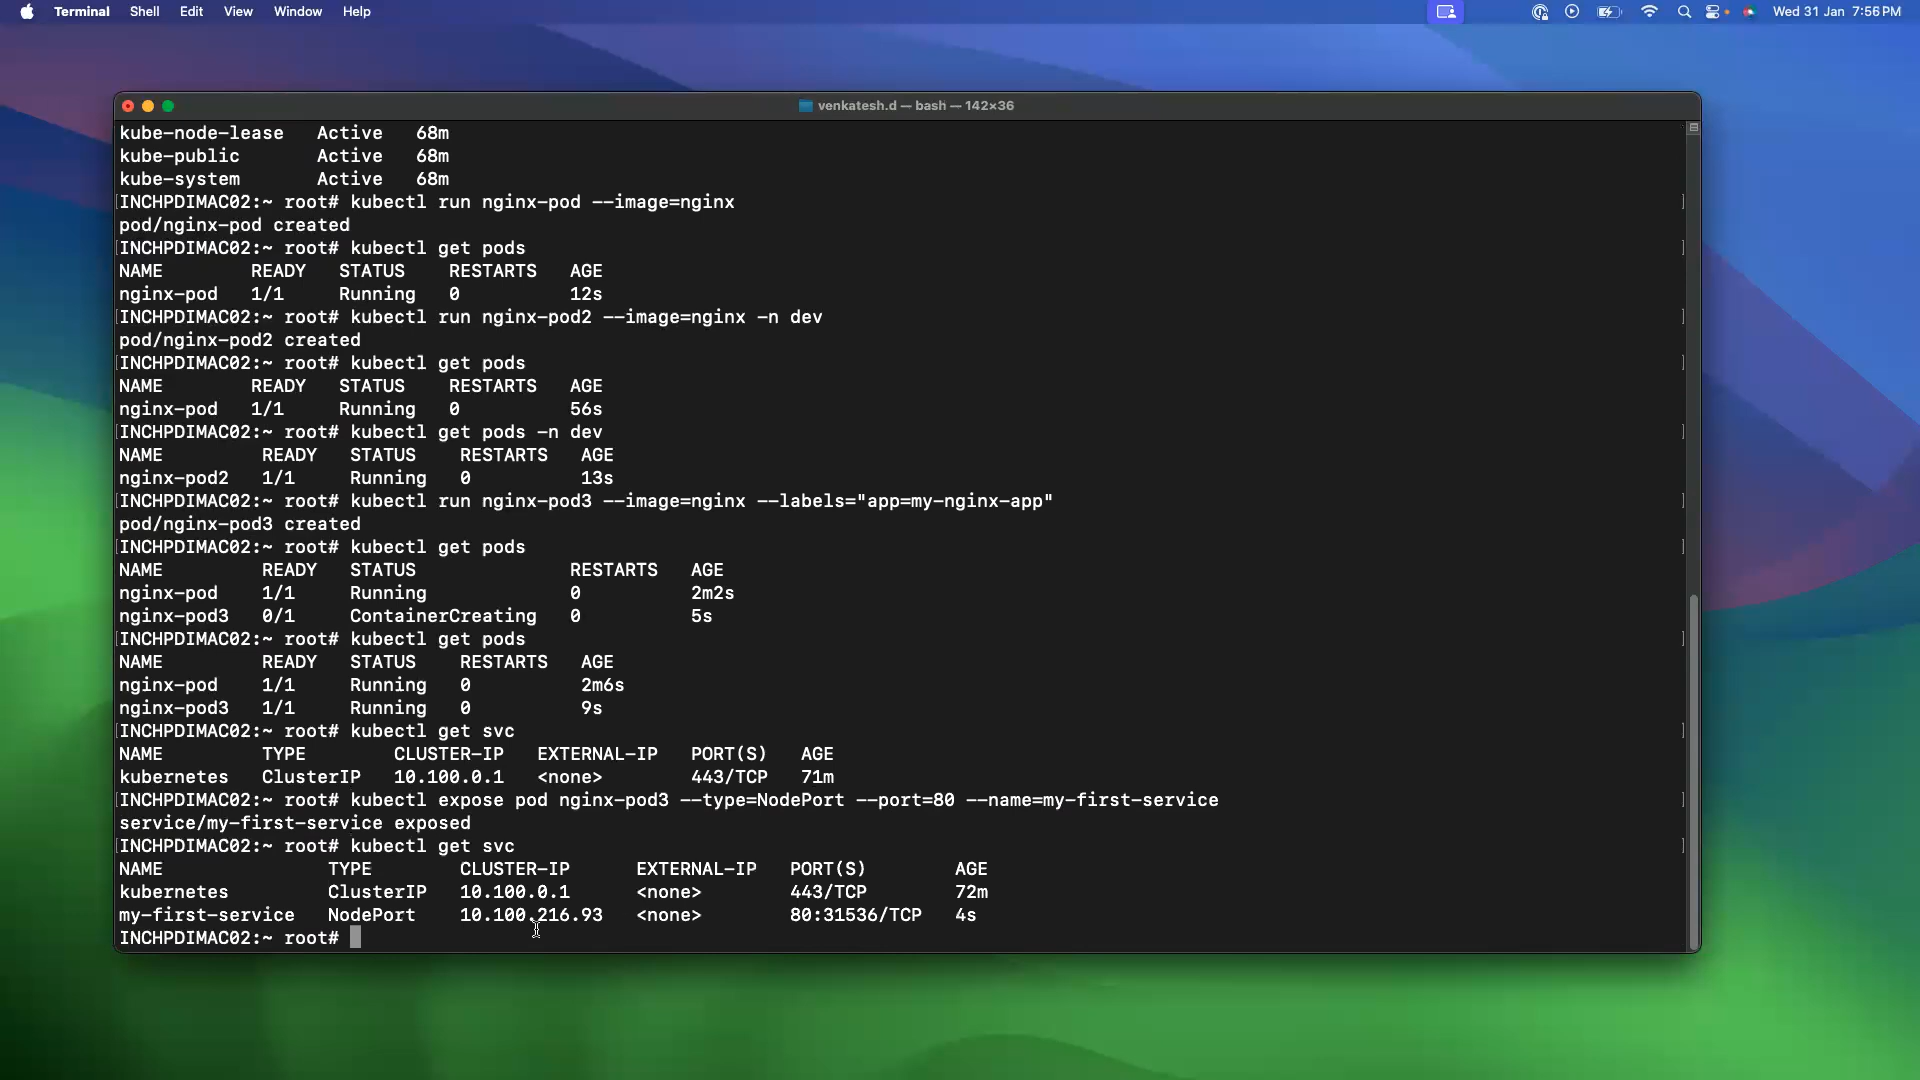 Terminal Shell Edit View Window Help Wed 31 Jan 7:56 PM
venkatesh.d — bash — 142×36
kube-node-lease Active 68m
kube-public Active 68m
kube-system Active 68m
[INCHPDIMAC02:~ root# kubectl run nginx-pod --image=nginx ]
pod/nginx-pod created
[INCHPDIMAC02:~ root# kubectl get pods ]
NAME READY STATUS RESTARTS AGE
nginx-pod 1/1 Running 0 12s
[INCHPDIMAC02:~ root# kubectl run nginx-pod2 --image=nginx -n dev ]
pod/nginx-pod2 created
[INCHPDIMAC02:~ root# kubectl get pods ]
NAME READY STATUS RESTARTS AGE
nginx-pod 1/1 Running 0 56s
[INCHPDIMAC02:~ root# kubectl get pods -n dev ]
NAME READY STATUS RESTARTS AGE
nginx-pod2 1/1 Running 0 13s
[INCHPDIMAC02:~ root# kubectl run nginx-pod3 --image=nginx --labels="app=my-nginx-app" ]
pod/nginx-pod3 created
[INCHPDIMAC02:~ root# kubectl get pods ]
NAME READY STATUS RESTARTS AGE
nginx-pod 1/1 Running 0 2m2s
nginx-pod3 0/1 ContainerCreating 0 5s
[INCHPDIMAC02:~ root# kubectl get pods ]
NAME READY STATUS RESTARTS AGE
nginx-pod 1/1 Running 0 2m6s
nginx-pod3 1/1 Running 0 9s
[INCHPDIMAC02:~ root# kubectl get svc ]
NAME TYPE CLUSTER-IP EXTERNAL-IP PORT(S) AGE
kubernetes ClusterIP 10.100.0.1 <none> 443/TCP 71m
[INCHPDIMAC02:~ root# kubectl expose pod nginx-pod3 --type=NodePort --port=80 --name=my-first-service ]
service/my-first-service exposed
[INCHPDIMAC02:~ root# kubectl get svc ]
NAME TYPE CLUSTER-IP EXTERNAL-IP PORT(S) AGE
kubernetes ClusterIP 10.100.0.1 <none> 443/TCP 72m
my-first-service NodePort 10.100.216.93 <none> 80:31536/TCP 4s
INCHPDIMAC02:~ root#